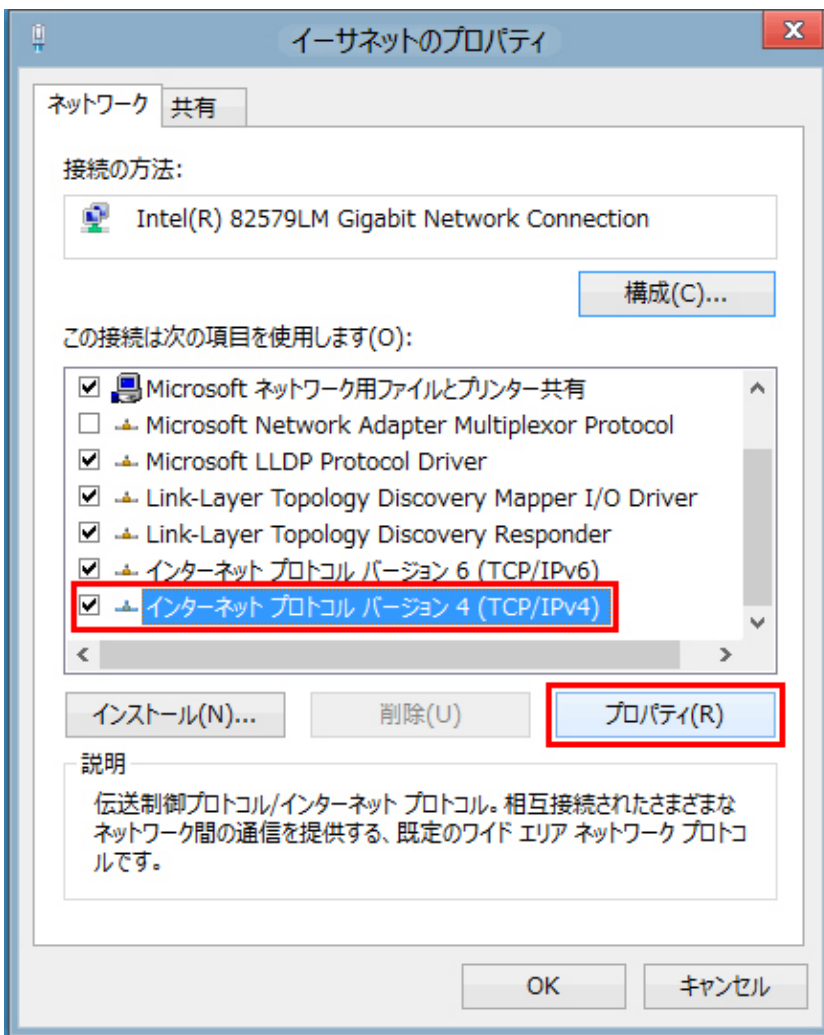 イーサネットのプロパティ
ネットワーク 共有
接続の方法:
Intel(R) 82579LM Gigabit Network Connection
構成(C)...
この接続は次の項目を使用します(O):
Microsoft ネットワーク用ファイルとプリンター共有
Microsoft Network Adapter Multiplexor Protocol
Microsoft LLDP Protocol Driver
Link-Layer Topology Discovery Mapper I/O Driver
Link-Layer Topology Discovery Responder
インターネット プロトコル バージョン 6 (TCP/IPv6)
インターネット プロトコル バージョン 4 (TCP/IPv4)
インストール(N)... 削除(U) プロパティ(R)
説明
伝送制御プロトコル/インターネット プロトコル。相互接続されたさまざまな
ネットワーク間の通信を提供する、既定のワイド エリア ネットワーク プロトコ
ルです。
OK キャンセル